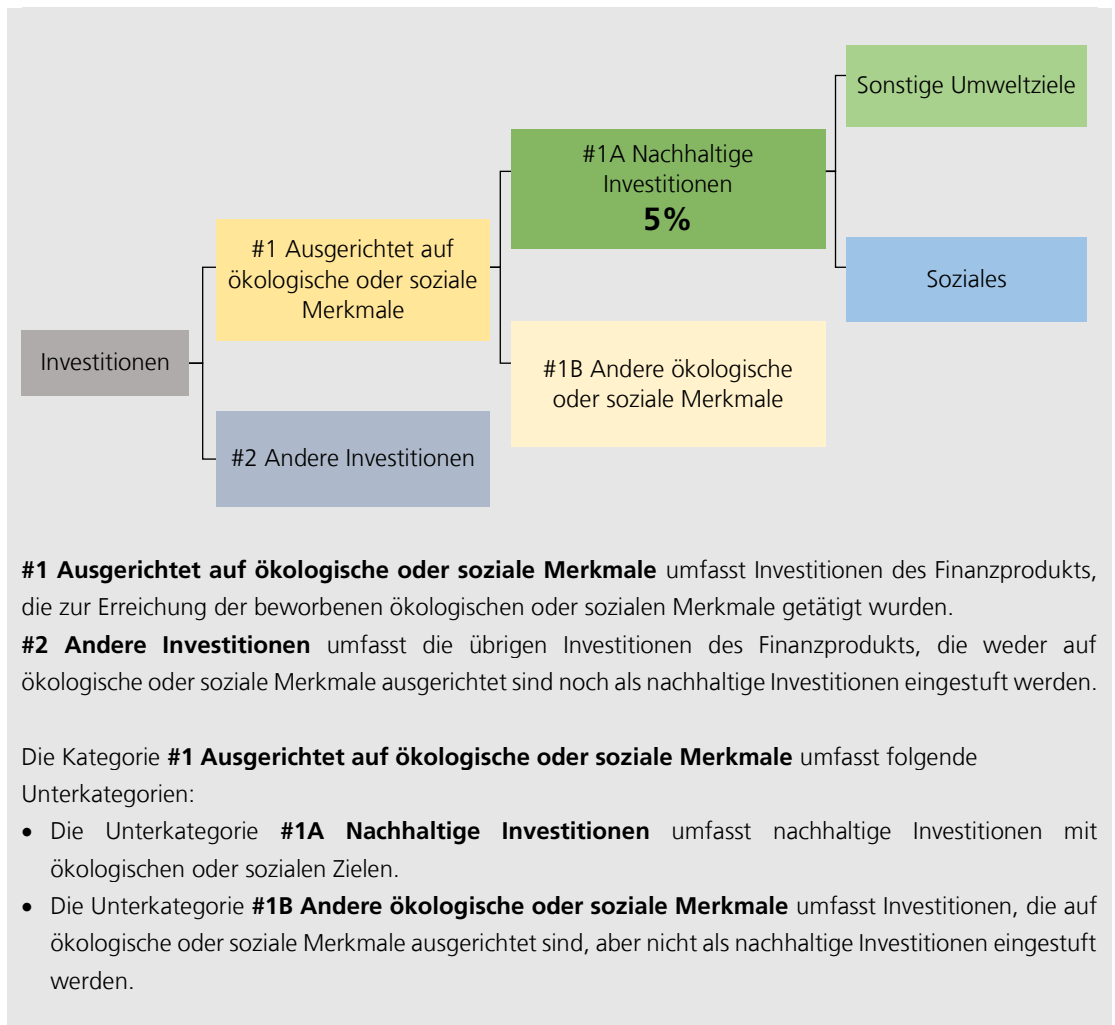 Sonstige Umweltziele
#1A Nachhaltige
Investitionen
5%
#1 Ausgerichtet auf
ökologische oder soziale
Merkmale
Soziales
Investitionen
#1B Andere ökologische
oder soziale Merkmale
#2 Andere Investitionen
#1 Ausgerichtet auf ökologische oder soziale Merkmale umfasst Investitionen des Finanzprodukts,
die zur Erreichung der beworbenen ökologischen oder sozialen Merkmale getätigt wurden.
#2 Andere Investitionen umfasst die übrigen Investitionen des Finanzprodukts, die weder auf
ökologische oder soziale Merkmale ausgerichtet sind noch als nachhaltige Investitionen eingestuft werden.
Die Kategorie #1 Ausgerichtet auf ökologische oder soziale Merkmale umfasst folgende
Unterkategorien:
• Die Unterkategorie #1A Nachhaltige Investitionen umfasst nachhaltige Investitionen mit
ökologischen oder sozialen Zielen.
• Die Unterkategorie #1B Andere ökologische oder soziale Merkmale umfasst Investitionen, die auf
ökologische oder soziale Merkmale ausgerichtet sind, aber nicht als nachhaltige Investitionen eingestuft
werden.